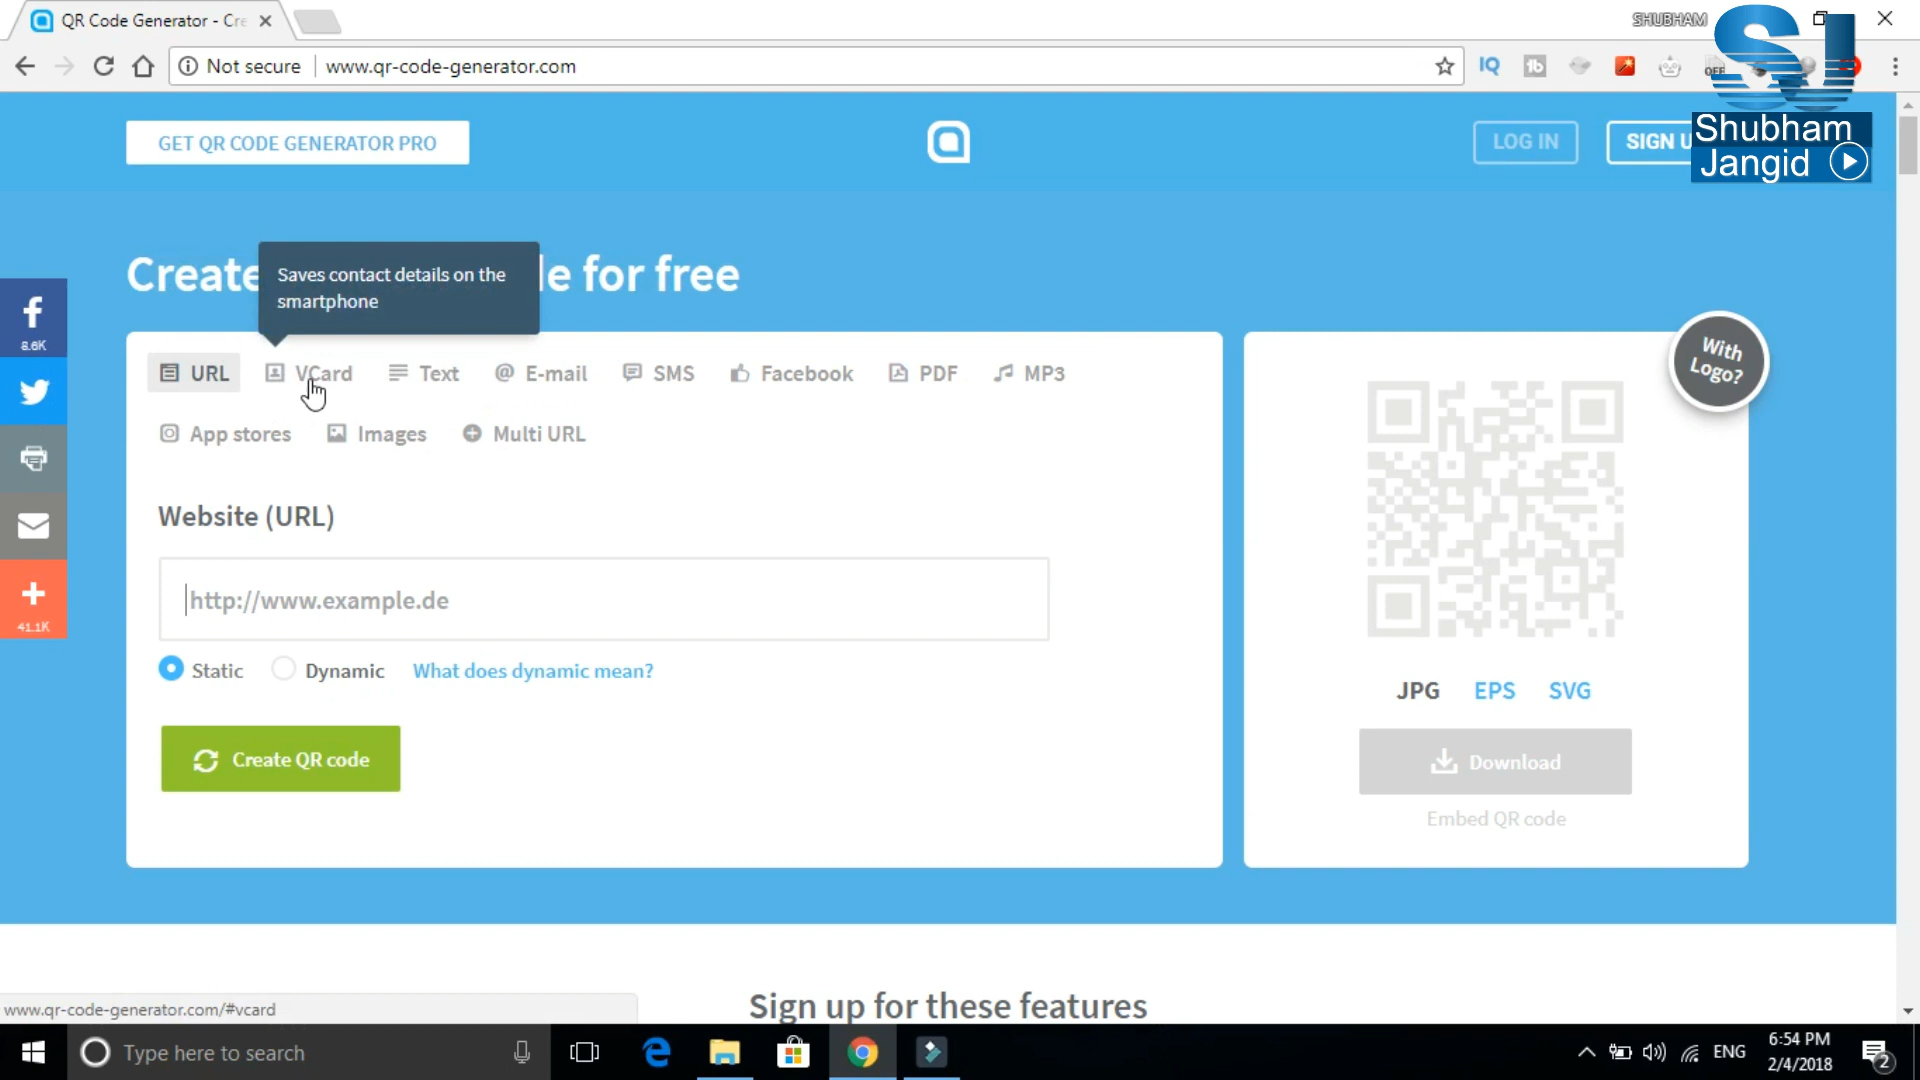 QR Code Generator - Cre
SHUBHAM
Not secure
www.qr-code-generator.com
IQ
OFF
SJ
Shubham
Jangid
GET QR CODE GENERATOR PRO
LOG IN
SIGN U
Create
le for free
Saves contact details on the
smartphone
8.6K
41.1K
URL
VCard
Text
E-mail
SMS
Facebook
PDF
MP3
App stores
Images
Multi URL
With
Logo?
Website (URL)
http://www.example.de
Static
Dynamic
What does dynamic mean?
Create QR code
JPG
EPS
SVG
Download
Embed QR code
Sign up for these features
www.qr-code-generator.com/#vcard
Type here to search
ENG
6:54 PM
2/4/2018
2